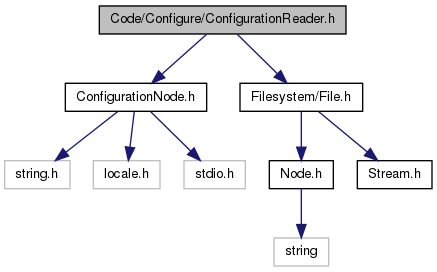 Code/Configure/ConfigurationReader.h
ConfigurationNode.h
Filesystem/File.h
string.h
locale.h
stdio.h
Node.h
Stream.h
string